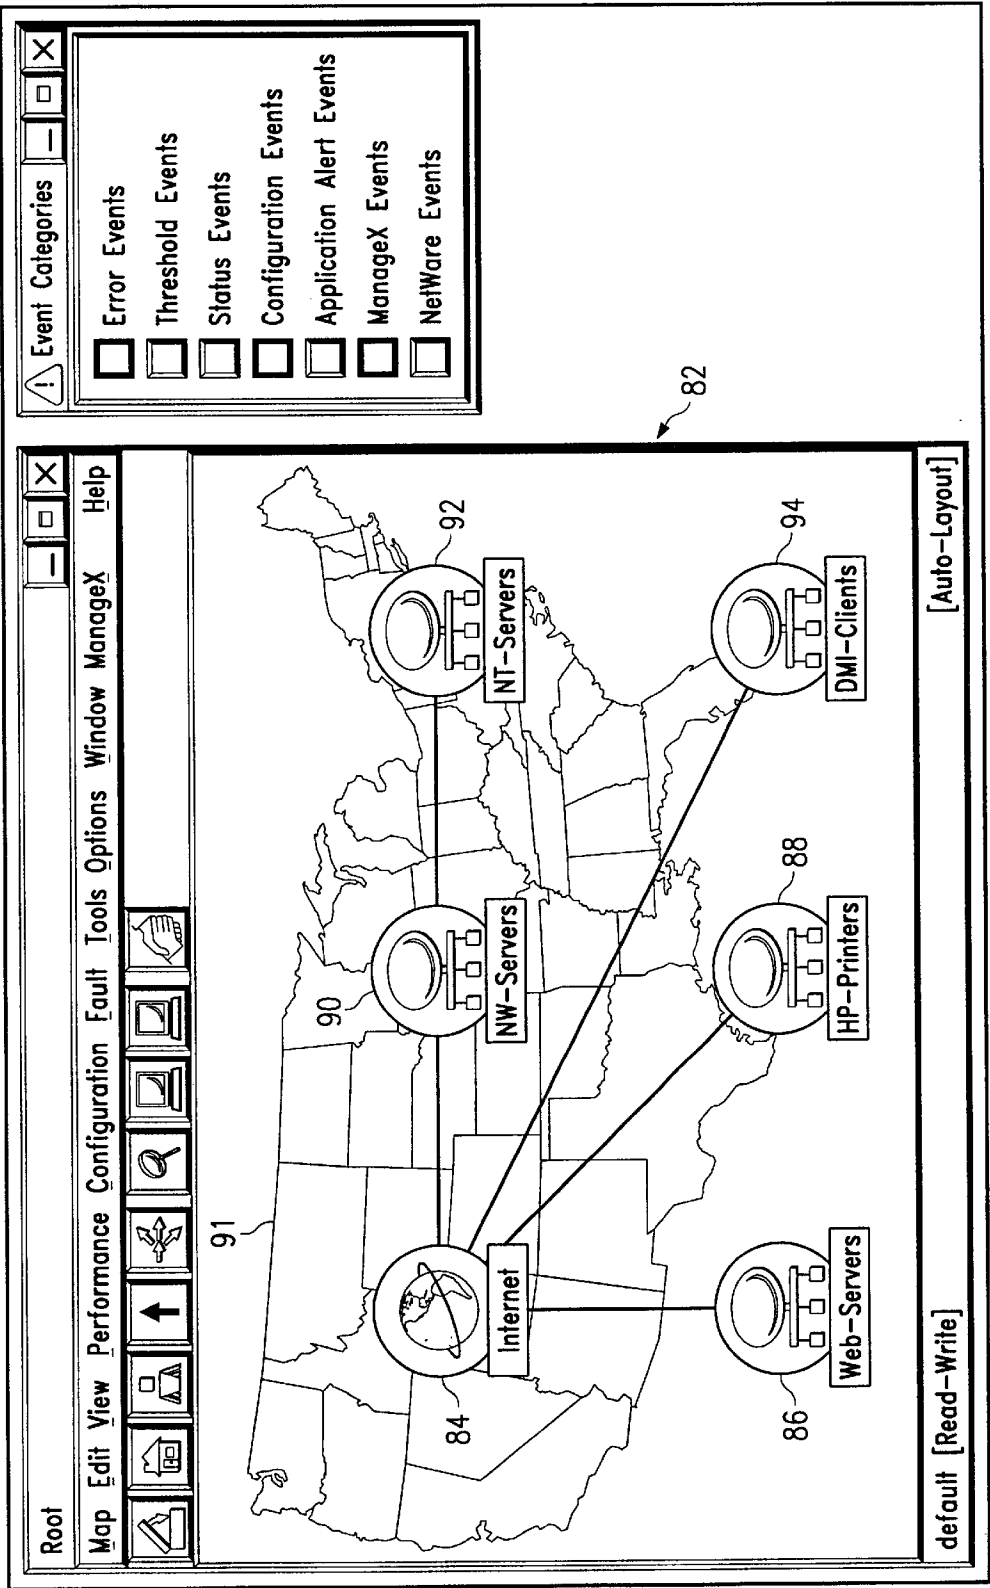 Root
Map Edit View Performance Configuration Fault Tools Options Window ManageX Help
91
84
Internet
90
NW-Servers
92
NT-Servers
86
Web-Servers
88
HP-Printers
94
DMI-Clients
default [Read-Write] [Auto-Layout]
82
! Event Categories
Error Events
Threshold Events
Status Events
Configuration Events
Application Alert Events
ManageX Events
NetWare Events